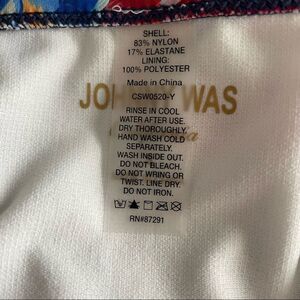 SHELL:
83% NYLON
17% ELASTANE
LINING:
100% POLYESTER
Made in China
CSW0520-Y
RINSE IN COOL
WATER AFTER USE.
DRY THOROUGHLY.
HAND WASH COLD
SEPARATELY.
WASH INSIDE OUT.
DO NOT BLEACH.
DO NOT WRING OR
TWIST. LINE DRY.
DO NOT IRON.
RN#87291
WAS